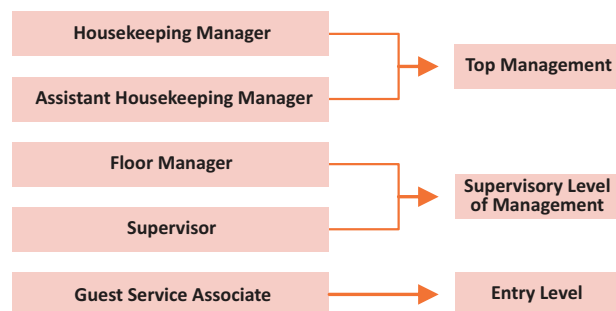 Housekeeping Manager
Assistant Housekeeping Manager
Top Management
Floor Manager
Supervisor
Supervisory Level
of Management
Guest Service Associate
Entry Level